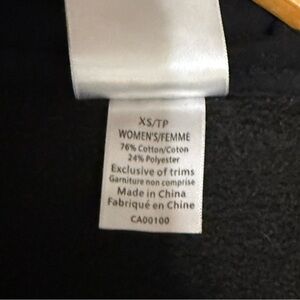 XS/TP
WOMEN'S/FEMME
76% Cotton/Coton
24% Polyester
Exclusive of trims
Garniture non comprise
Made in China
Fabriqué en Chine
CA00100